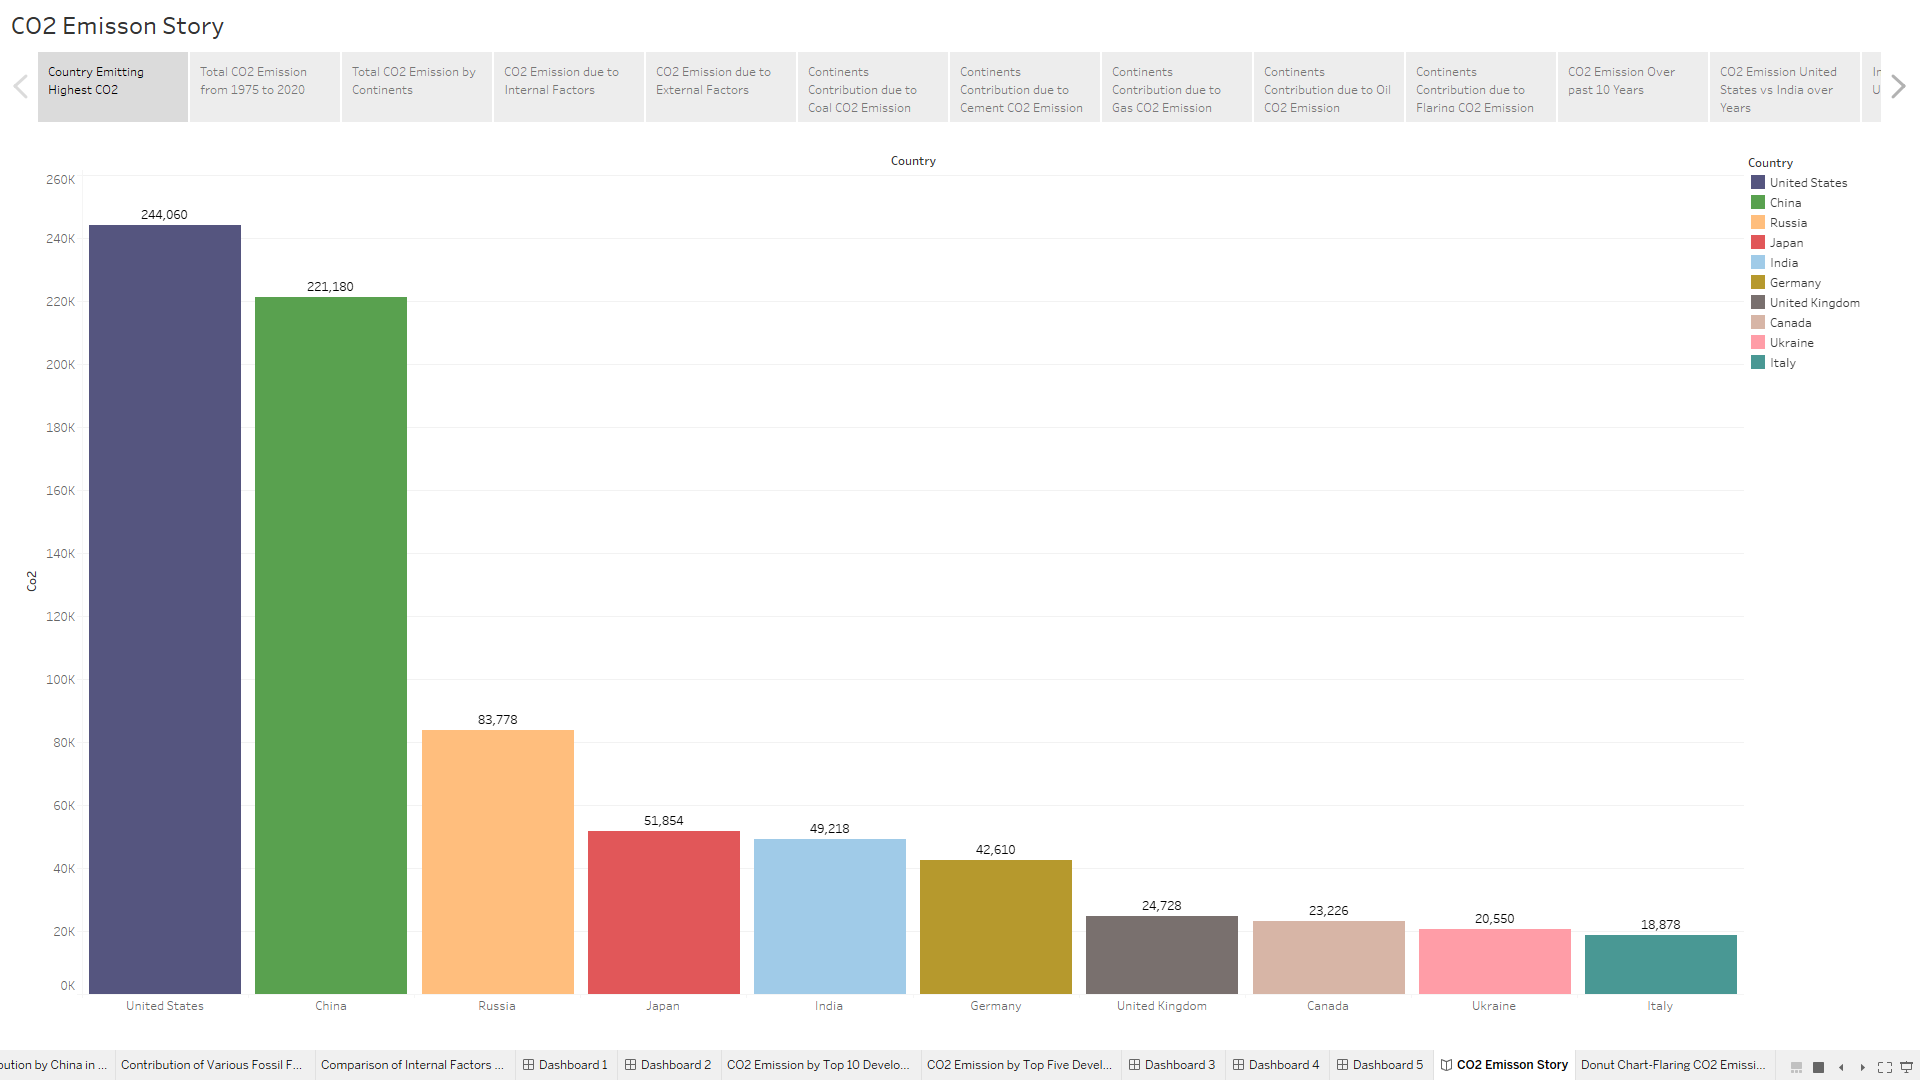 CO2 Emisson Story
Country Emitting
Highest CO2
Total CO2 Emission
from 1975 to 2020
Total CO2 Emission by
Continents
CO2 Emission due to
Internal Factors
CO2 Emission due to
External Factors
Continents
Contribution due to
Coal CO2 Emission
Continents
Contribution due to
Cement CO2 Emission
Continents
Contribution due to
Gas CO2 Emission
Continents
Contribution due to Oil
CO2 Emission
Continents
Contribution due to
Flaring CO2 Emission
CO2 Emission Over
past 10 Years
CO2 Emission United
States vs India over
Years
Country
260K
240K
220K
200K
180K
160K
140K
120K
100K
80K
60K
40K
20K
0K
Co2
244,060
221,180
83,778
51,854
49,218
42,610
24,728
23,226
20,550
18,878
United States
China
Russia
Japan
India
Germany
United Kingdom
Canada
Ukraine
Italy
Country
United States
China
Russia
Japan
India
Germany
United Kingdom
Canada
Ukraine
Italy
bution by China in ...
Contribution of Various Fossil F...
Comparison of Internal Factors ...
Dashboard 1
Dashboard 2
CO2 Emission by Top 10 Develo...
CO2 Emission by Top Five Devel...
Dashboard 3
Dashboard 4
Dashboard 5
CO2 Emisson Story
Donut Chart-Flaring CO2 Emissi...